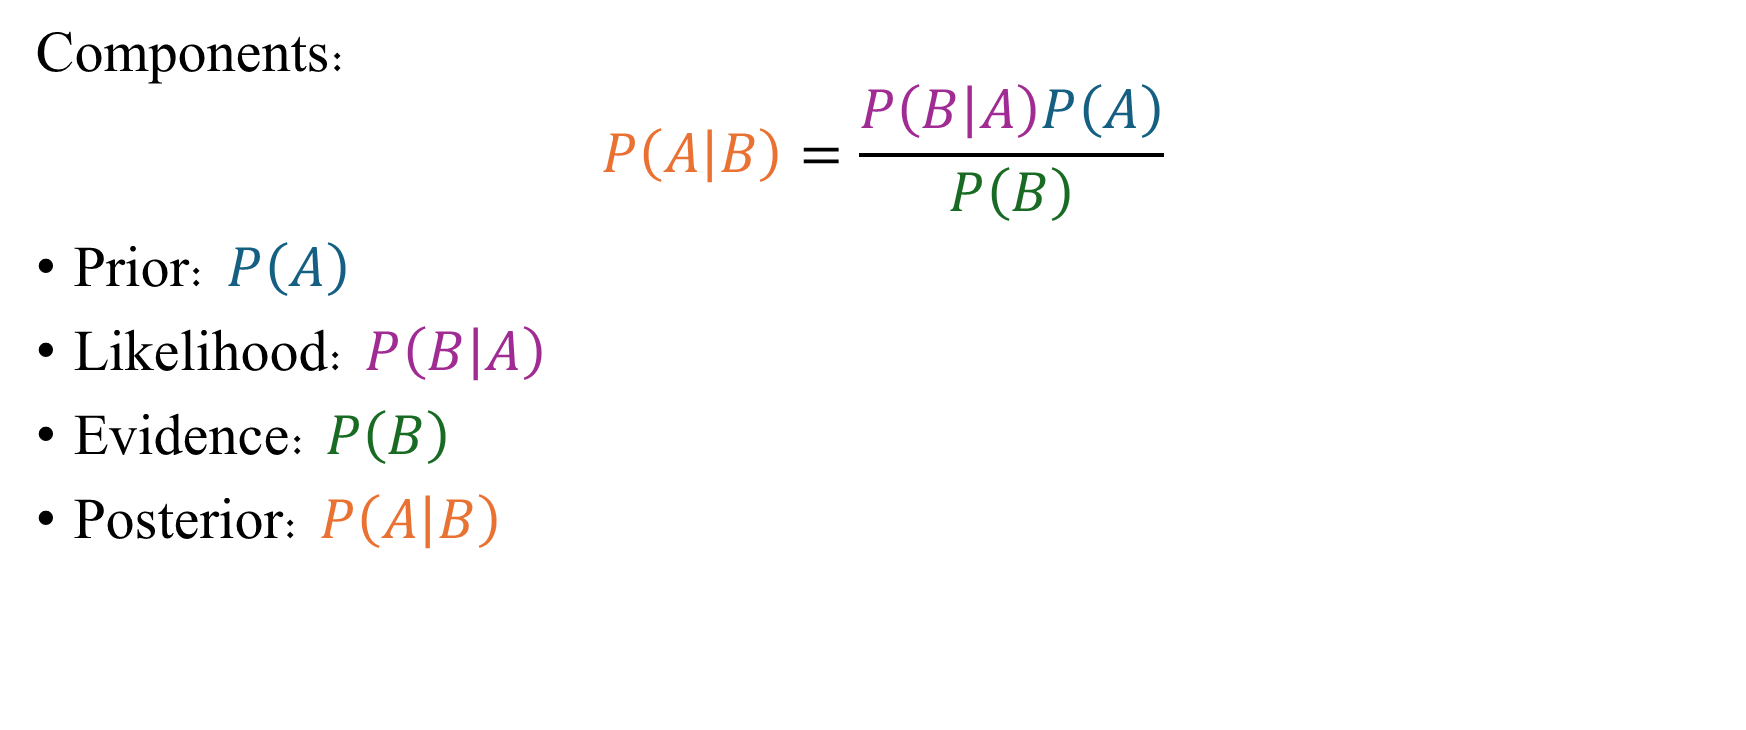 Components:
P(A|B) = P(B|A)P(A) / P(B)
• Prior: P(A)
• Likelihood: P(B|A)
• Evidence: P(B)
• Posterior: P(A|B)